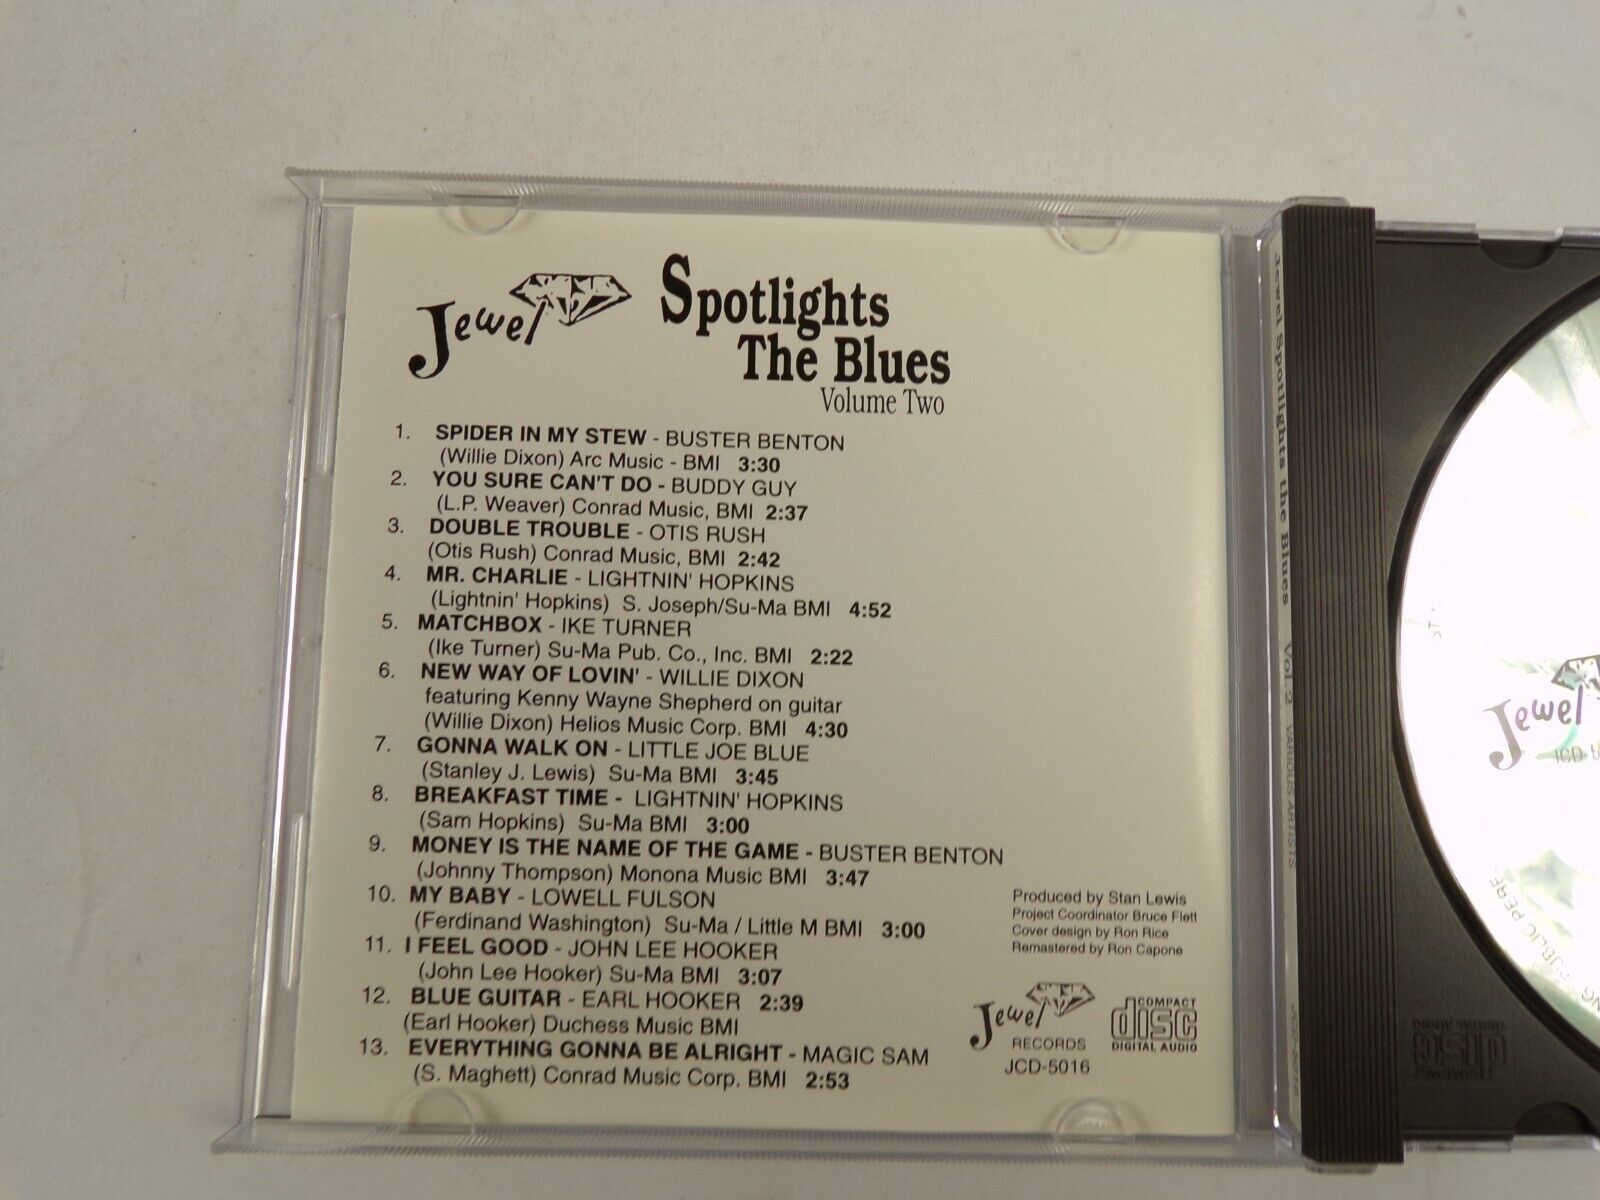 Jewel
Spotlights
The Blues
Volume Two
1. SPIDER IN MY STEW - BUSTER BENTON
(Willie Dixon) Arc Music - BMI 3:30
2. YOU SURE CAN'T DO - BUDDY GUY
(L.P. Weaver) Conrad Music, BMI 2:37
3. DOUBLE TROUBLE - OTIS RUSH
(Otis Rush) Conrad Music, BMI 2:42
4. MR. CHARLIE - LIGHTNIN' HOPKINS
(Lightnin' Hopkins) S. Joseph/Su-Ma BMI 4:52
5. MATCHBOX - IKE TURNER
(Ike Turner) Su-Ma Pub. Co., Inc. BMI 2:22
6. NEW WAY OF LOVIN' - WILLIE DIXON
featuring Kenny Wayne Shepherd on guitar
(Willie Dixon) Helios Music Corp. BMI 4:30
7. GONNA WALK ON - LITTLE JOE BLUE
(Stanley J. Lewis) Su-Ma BMI 3:45
8. BREAKFAST TIME - LIGHTNIN' HOPKINS
(Sam Hopkins) Su-Ma BMI 3:00
9. MONEY IS THE NAME OF THE GAME - BUSTER BENTON
(Johnny Thompson) Monona Music BMI 3:47
10. MY BABY - LOWELL FULSON
(Ferdinand Washington) Su-Ma / Little M BMI 3:00
11. I FEEL GOOD - JOHN LEE HOOKER
(John Lee Hooker) Su-Ma BMI 3:07
12. BLUE GUITAR - EARL HOOKER 2:39
(Earl Hooker) Duchess Music BMI
13. EVERYTHING GONNA BE ALRIGHT - MAGIC SAM
(S. Maghett) Conrad Music Corp. BMI 2:53
Produced by Stan Lewis
Project Coordinator Bruce Flett
Cover design by Ron Rice
Remastered by Ron Capone
Jewel
RECORDS
JCD-5016
COMPACT
disc
DIGITAL AUDIO
Jewel Spotlights the Blues Vol.2 VARIOUS ARTISTS
Jewel
COMPACT
disc
DIGITAL AUDIO